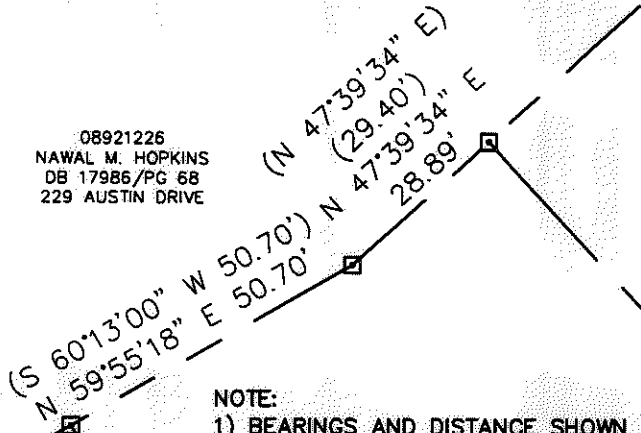 (N 47°39'34" E)
(29.40')
N 47°39'34" E
28.89'
08921226
NAWAL M. HOPKINS
DB 17986/PG 68
229 AUSTIN DRIVE
(S 60°13'00" W 50.70')
N 59°55'18" E 50.70'
NOTE:
1) BEARINGS AND DISTANCE SHOWN